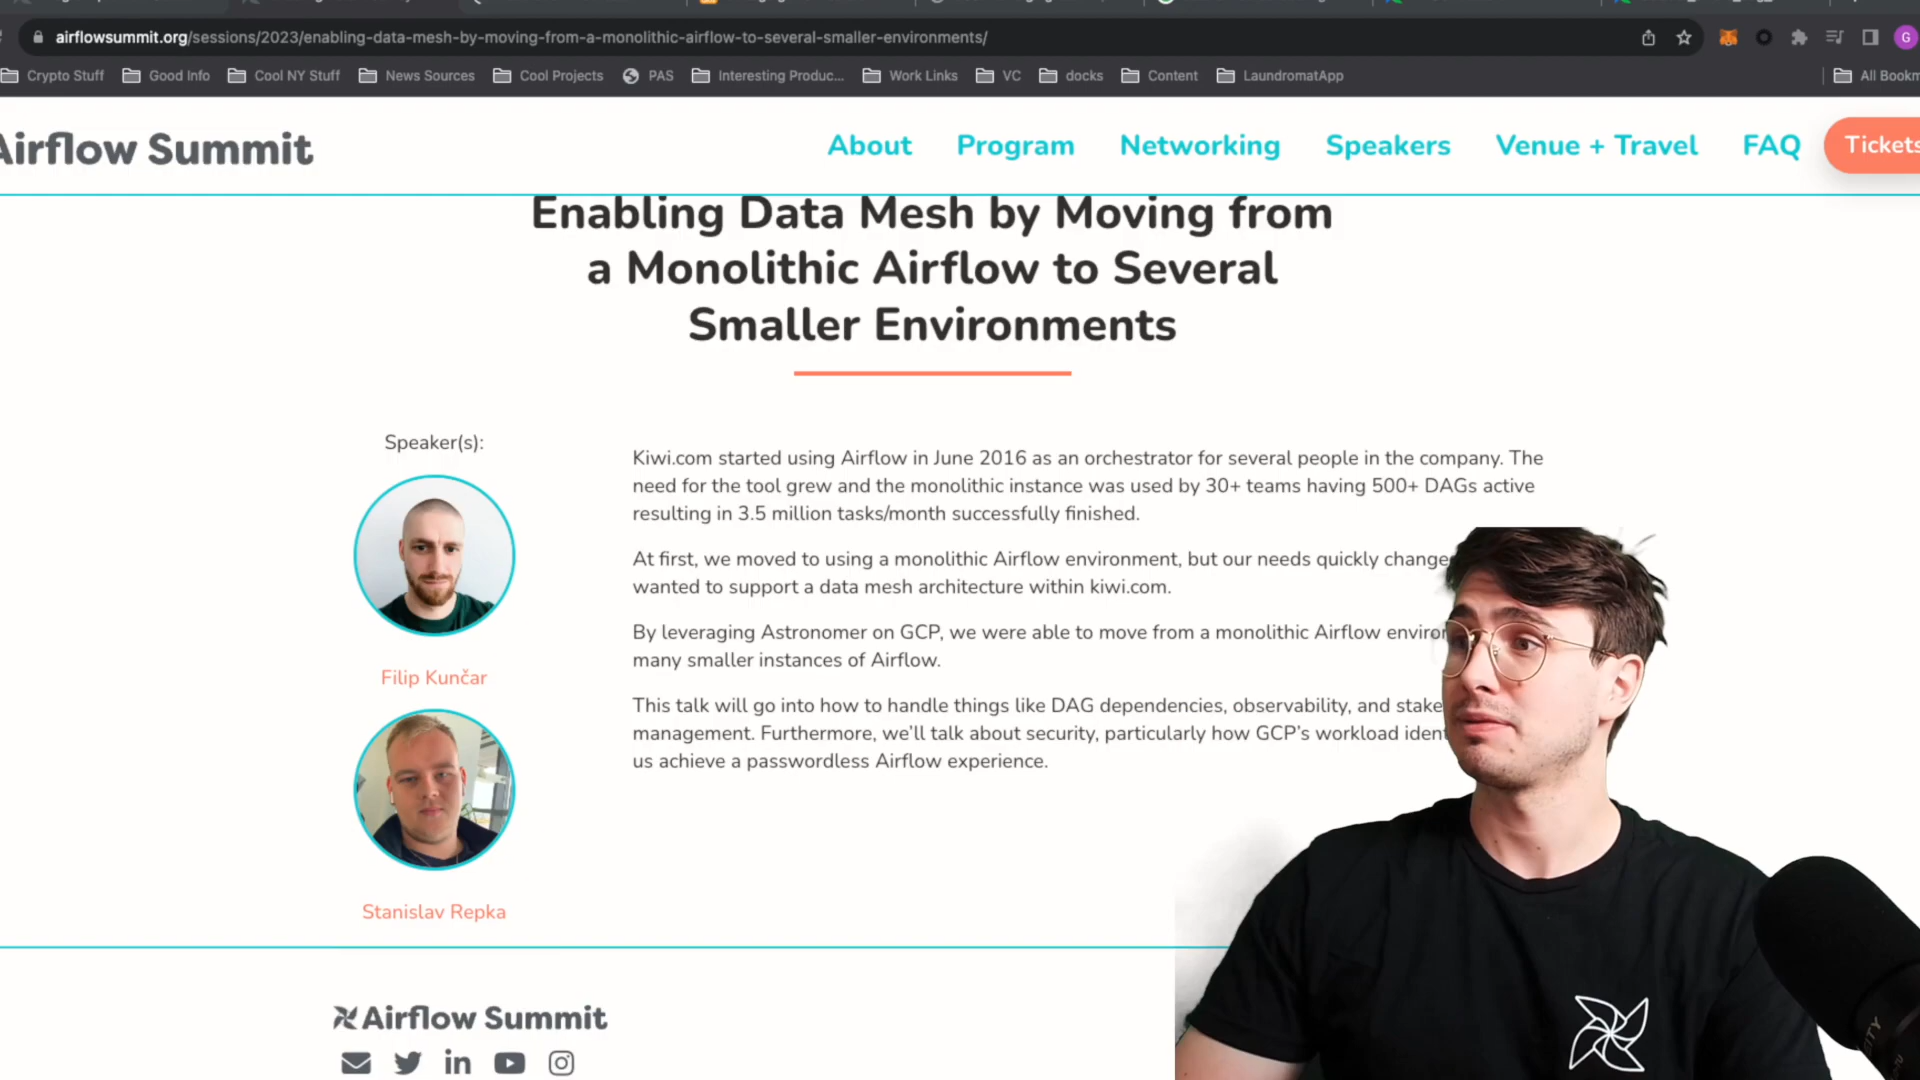 airflowsummit.org/sessions/2023/enabling-data-mesh-by-moving-from-a-monolithic-airflow-to-several-smaller-environments/
G
Crypto Stuff Good Info Cool NY Stuff News Sources Cool Projects PAS Interesting Produc... Work Links VC docks Content LaundromatApp All Bookm
Airflow Summit
About Program Networking Speakers Venue + Travel FAQ Tickets
Enabling Data Mesh by Moving from
a Monolithic Airflow to Several
Smaller Environments
Speaker(s):
Filip Kunčar
Stanislav Repka
Kiwi.com started using Airflow in June 2016 as an orchestrator for several people in the company. The
need for the tool grew and the monolithic instance was used by 30+ teams having 500+ DAGs active
resulting in 3.5 million tasks/month successfully finished.
At first, we moved to using a monolithic Airflow environment, but our needs quickly change
wanted to support a data mesh architecture within kiwi.com.
By leveraging Astronomer on GCP, we were able to move from a monolithic Airflow enviro
many smaller instances of Airflow.
This talk will go into how to handle things like DAG dependencies, observability, and stake
management. Furthermore, we'll talk about security, particularly how GCP's workload ident
us achieve a passwordless Airflow experience.
Airflow Summit